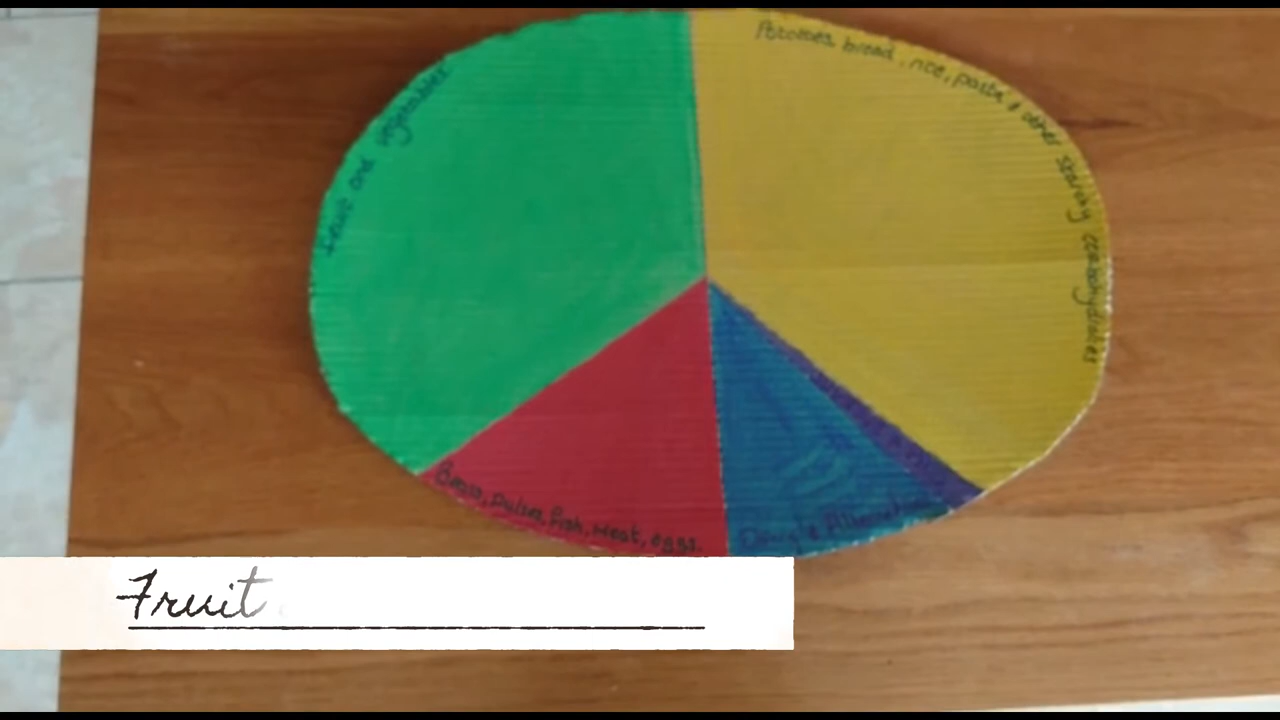 Fruit and vegetables
Potatoes, bread, rice, pasta & other starchy carbohydrates
Beans, pulses, fish, meat, eggs.
Dairy & Alternatives
Fruit